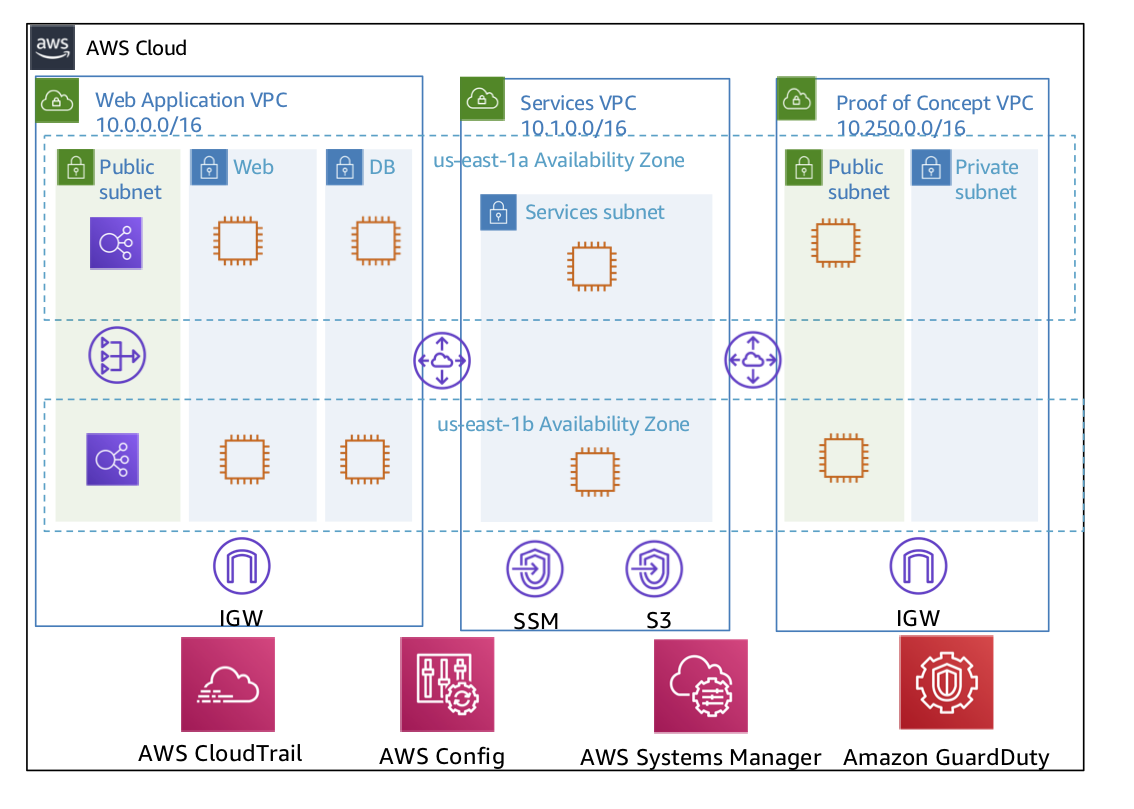 aws
AWS Cloud
Web Application VPC
10.0.0.0/16
Services VPC
10.1.0.0/16
Proof of Concept VPC
10.250.0.0/16
us-east-1a Availability Zone
Public
subnet
Web
DB
Services subnet
Public
subnet
Private
subnet
us-east-1b Availability Zone
IGW
SSM
S3
IGW
AWS CloudTrail
AWS Config
AWS Systems Manager
Amazon GuardDuty